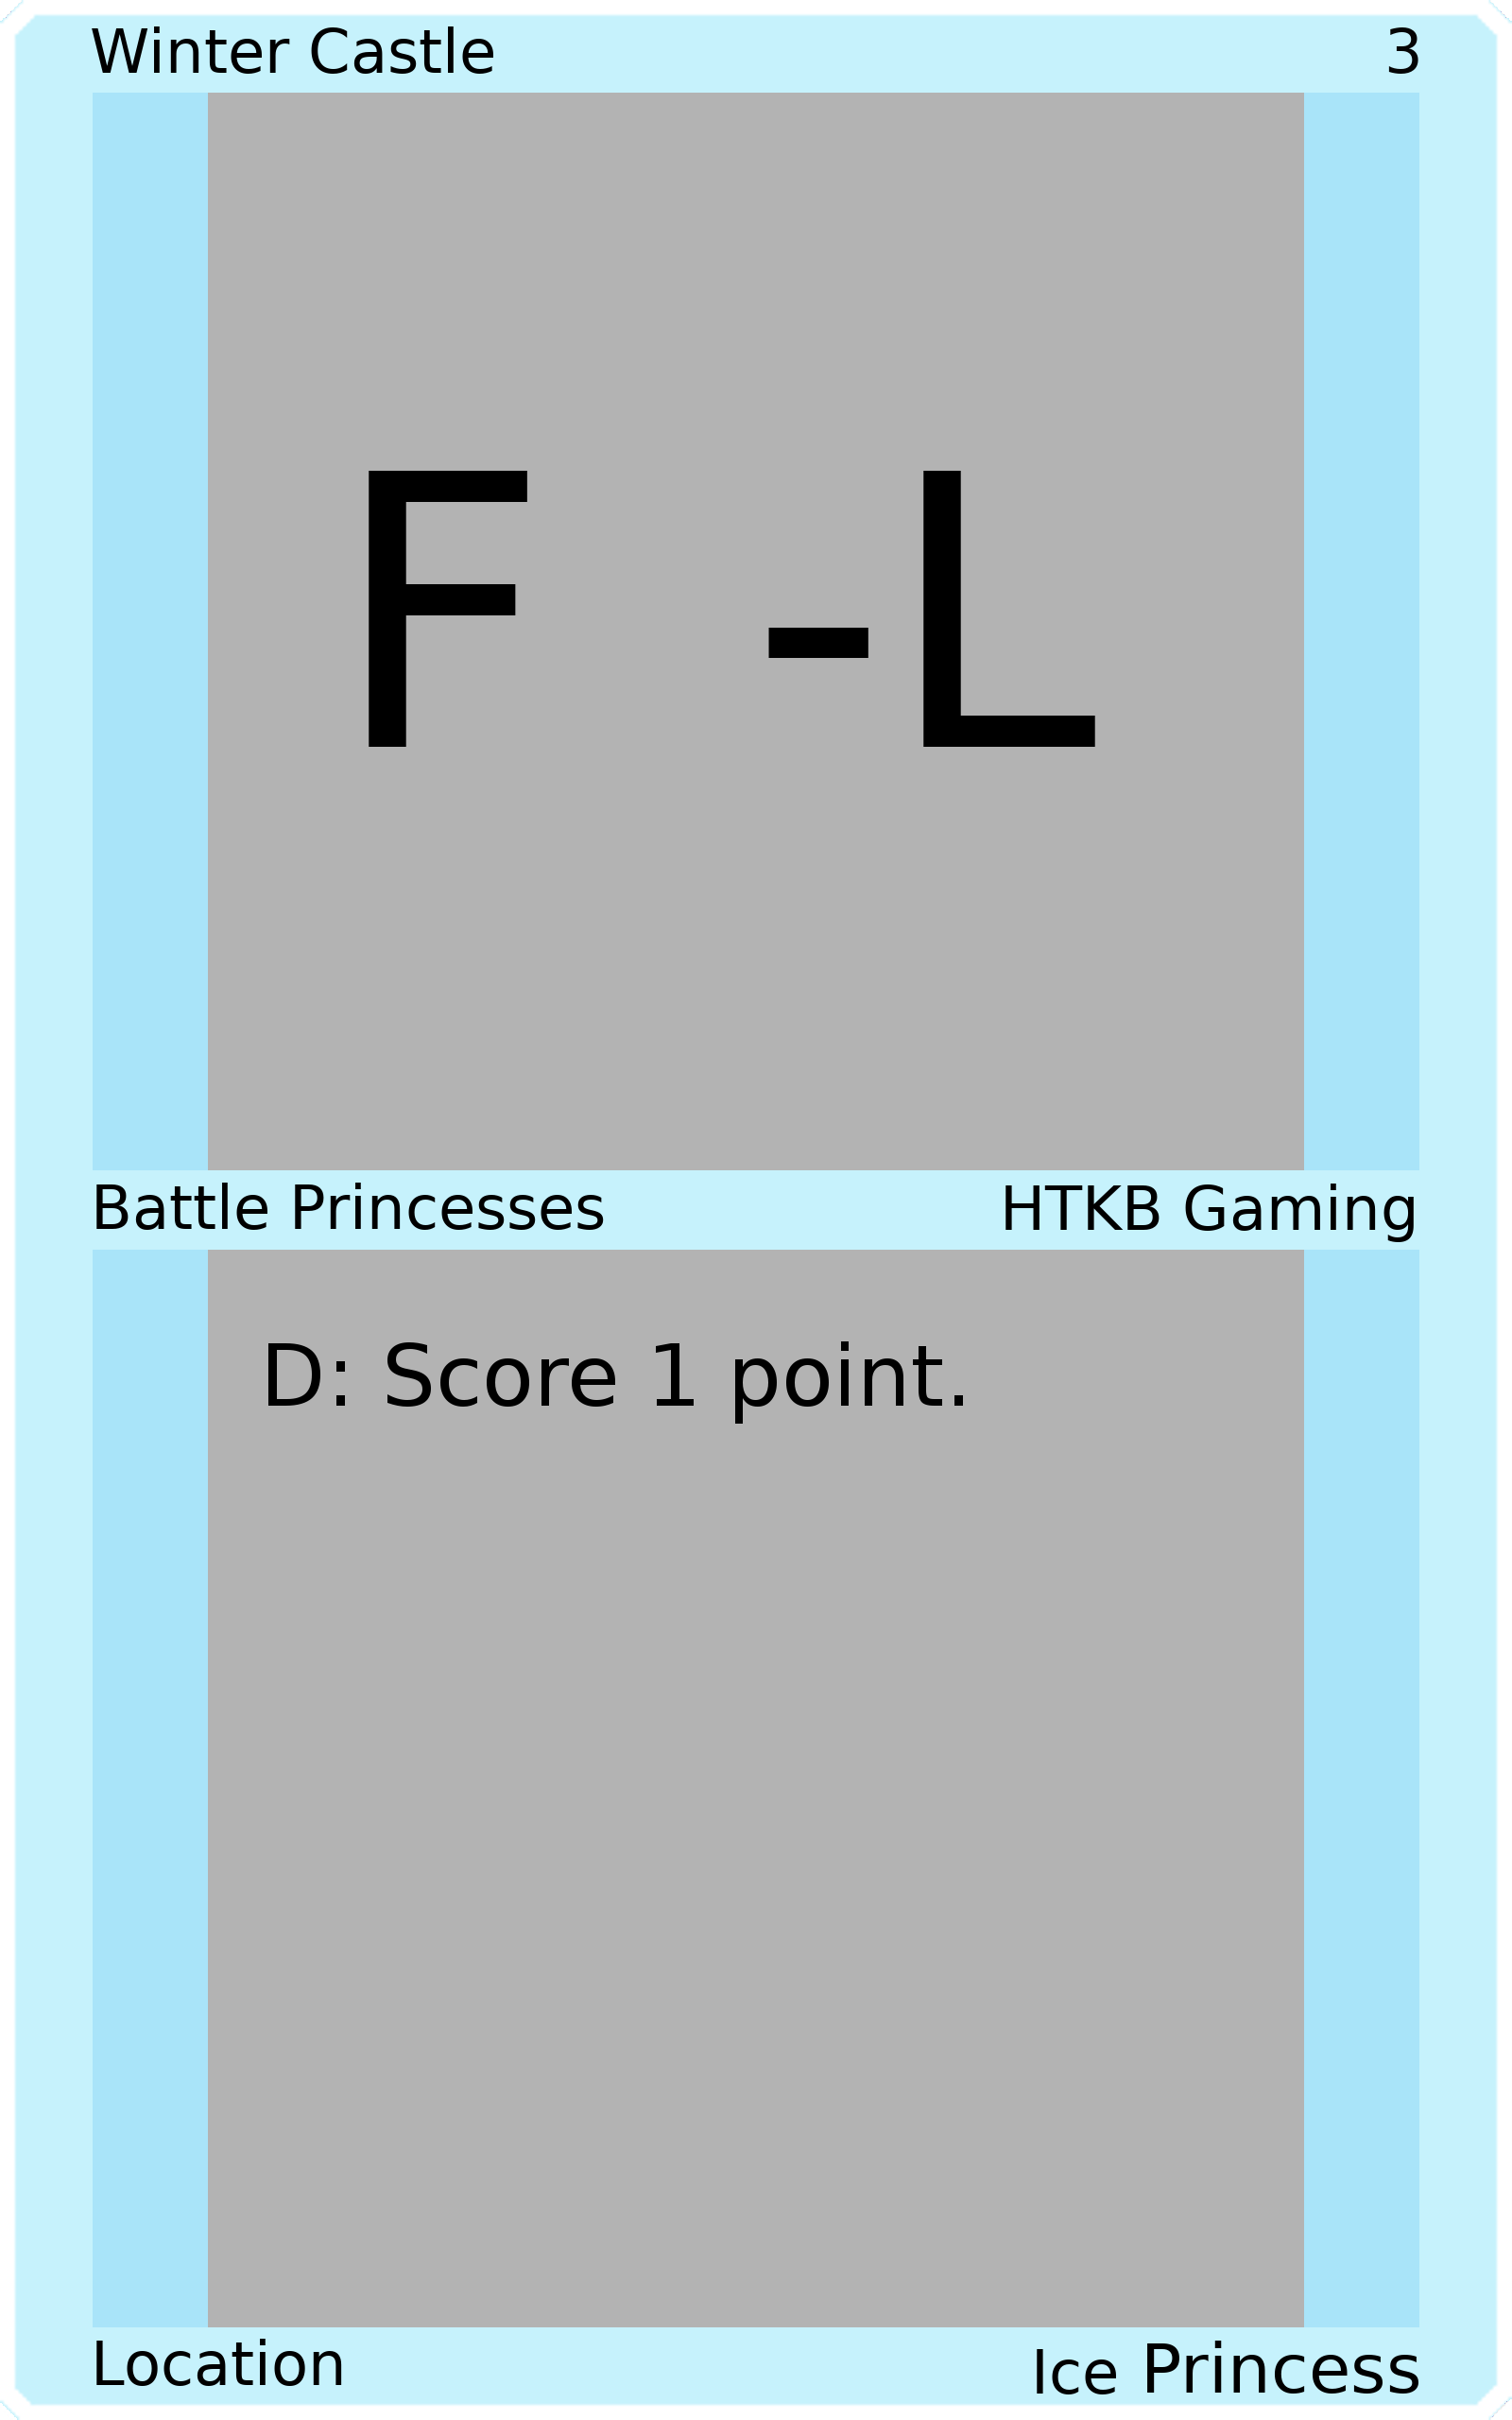 Winter Castle 3
F -L
Battle Princesses HTKB Gaming
D: Score 1 point.
Location Ice Princess